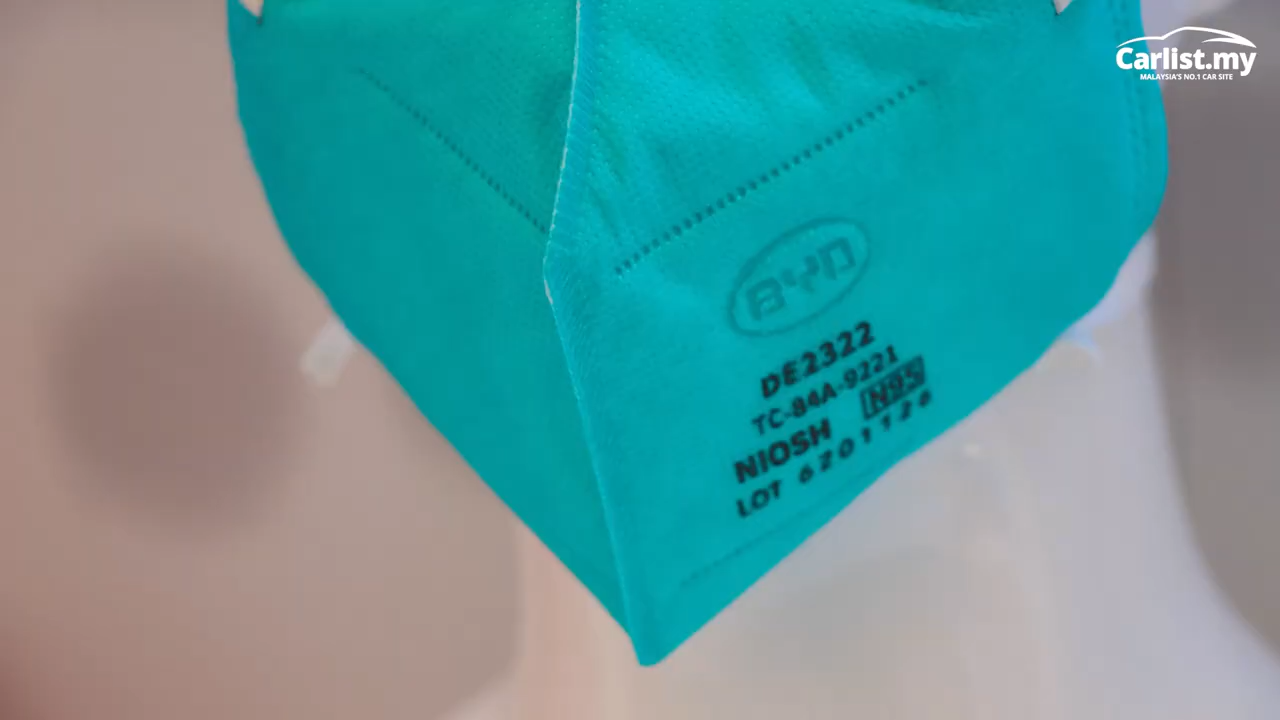 Carlist.my
MALAYSIA'S NO.1 CAR SITE
BYD
DE2322
TC-84A-9221
NIOSH N95
LOT 6201126